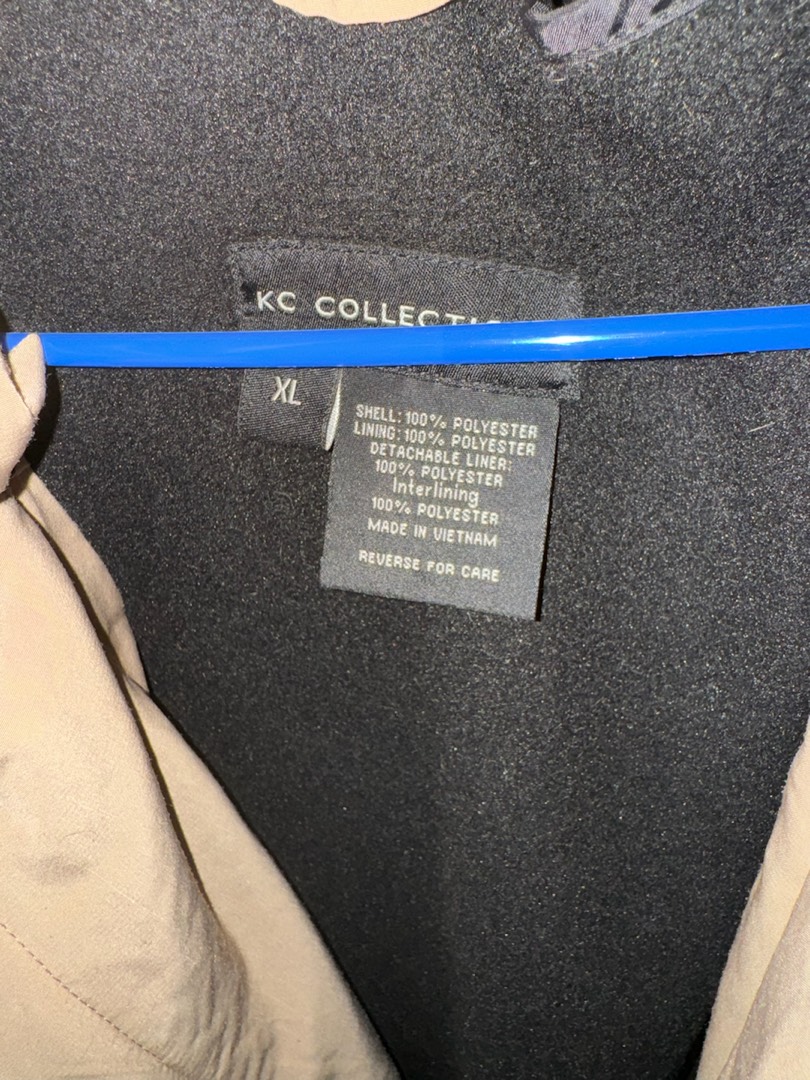 KC COLLECTION
XL
SHELL: 100% POLYESTER
LINING: 100% POLYESTER
DETACHABLE LINER:
100% POLYESTER
Interlining
100% POLYESTER
MADE IN VIETNAM
REVERSE FOR CARE